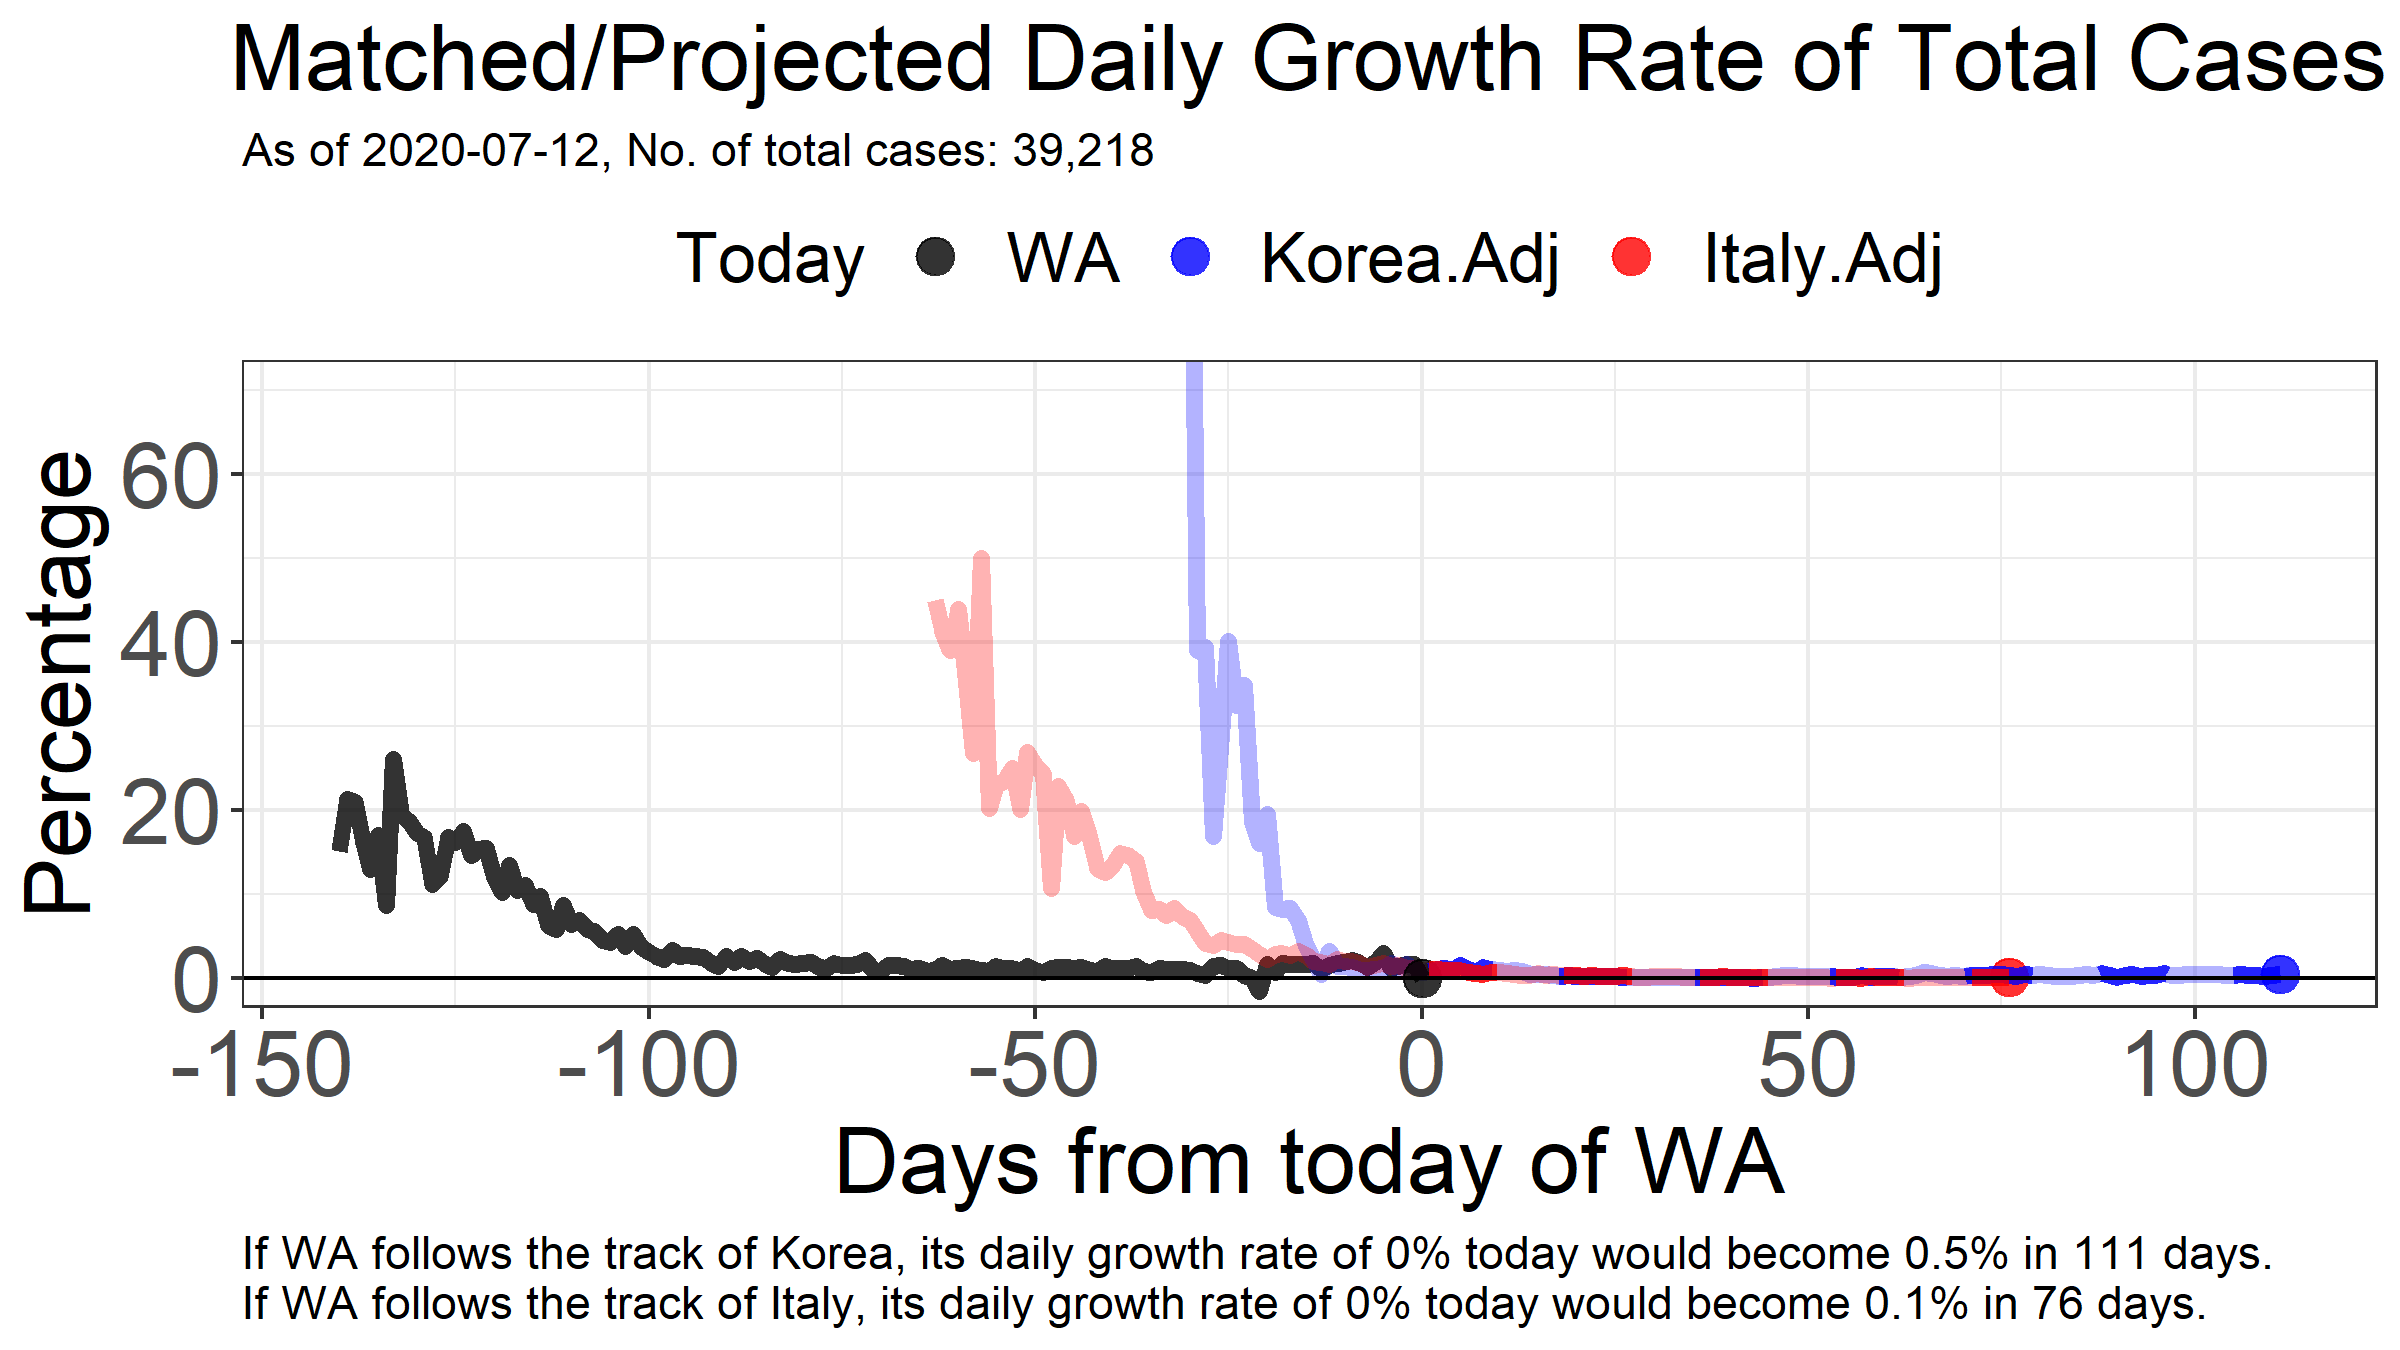 Matched/Projected Daily Growth Rate of Total Cases
As of 2020-07-12, No. of total cases: 39,218
Today WA Korea.Adj Italy.Adj
Percentage
60
40
20
0
-150 -100 -50 0 50 100
Days from today of WA
If WA follows the track of Korea, its daily growth rate of 0% today would become 0.5% in 111 days.
If WA follows the track of Italy, its daily growth rate of 0% today would become 0.1% in 76 days.